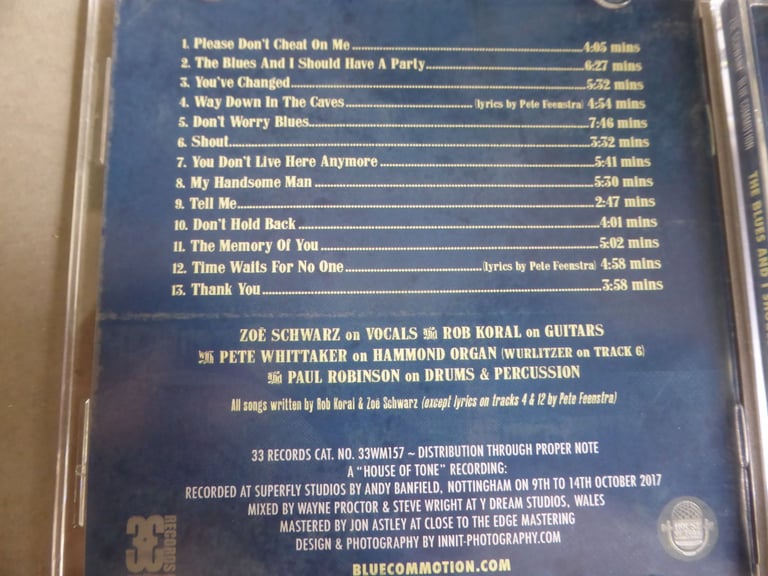 1. Please Don't Cheat On Me 4:05 mins
2. The Blues And I Should Have A Party 6:27 mins
3. You've Changed 5:32 mins
4. Way Down In The Caves (lyrics by Pete Feenstra) 4:54 mins
5. Don't Worry Blues 7:46 mins
6. Shout 3:32 mins
7. You Don't Live Here Anymore 5:41 mins
8. My Handsome Man 5:30 mins
9. Tell Me 2:47 mins
10. Don't Hold Back 4:01 mins
11. The Memory Of You 5:02 mins
12. Time Waits For No One (lyrics by Pete Feenstra) 4:58 mins
13. Thank You 3:58 mins
ZOË SCHWARZ on VOCALS with ROB KORAL on GUITARS
with PETE WHITTAKER on HAMMOND ORGAN (WURLITZER on TRACK 6)
with PAUL ROBINSON on DRUMS & PERCUSSION
All songs written by Rob Koral & Zoë Schwarz (except lyrics on tracks 4 & 12 by Pete Feenstra)
33 RECORDS CAT. NO. 33WM157 ~ DISTRIBUTION THROUGH PROPER NOTE
A "HOUSE OF TONE" RECORDING:
RECORDED AT SUPERFLY STUDIOS BY ANDY BANFIELD, NOTTINGHAM ON 9TH TO 14TH OCTOBER 2017
MIXED BY WAYNE PROCTOR & STEVE WRIGHT AT Y DREAM STUDIOS, WALES
MASTERED BY JON ASTLEY AT CLOSE TO THE EDGE MASTERING
DESIGN & PHOTOGRAPHY BY INNIT-PHOTOGRAPHY.COM
BLUECOMMOTION.COM
33 RECORDS
HOUSE
THE BLUES AND I